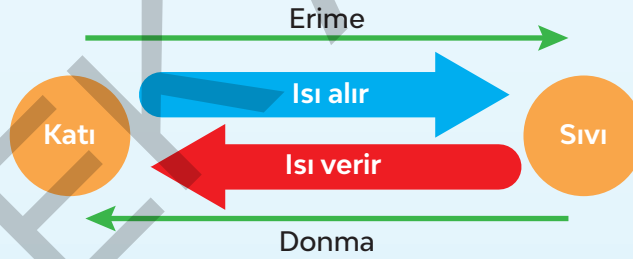 Erime
Isı alır
Katı
Sıvı
Isı verir
Donma